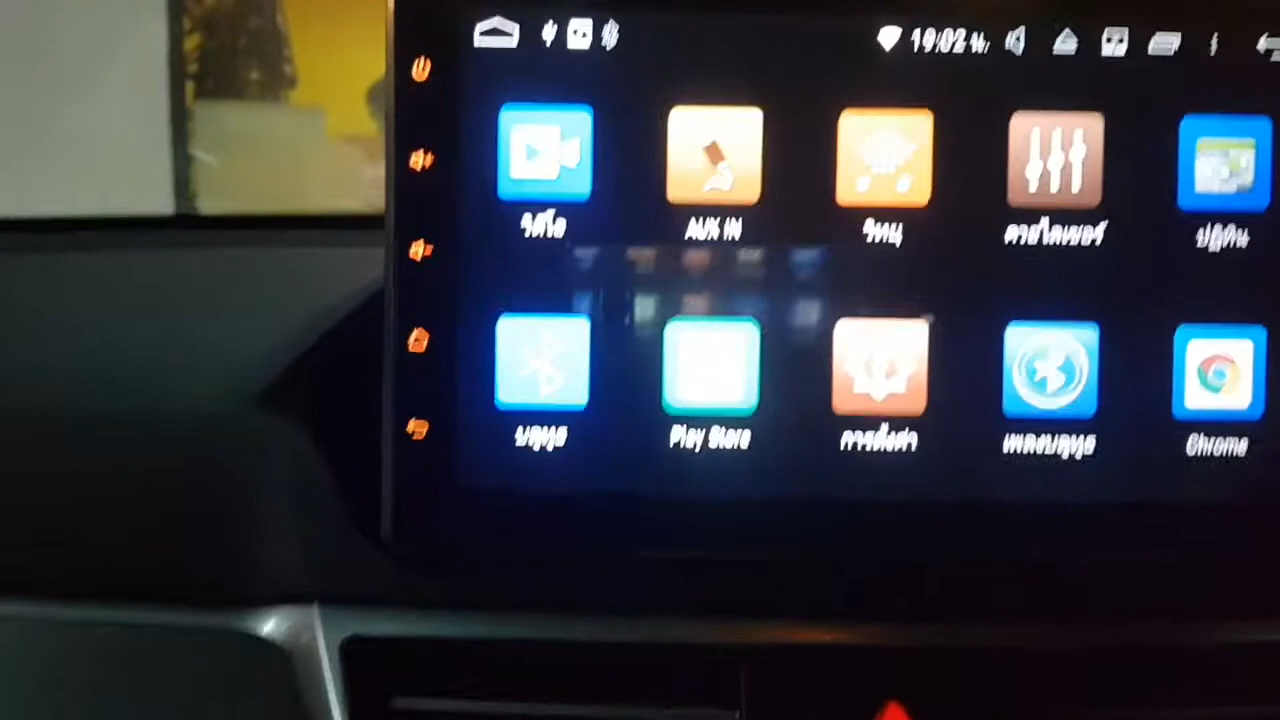 19:02 น.
วิดีโอ
AUX IN
วิทยุ
อีควอไลเซอร์
ปฏิทิน
บลูทูธ
Play Store
การตั้งค่า
เพลงบลูทูธ
Chrome